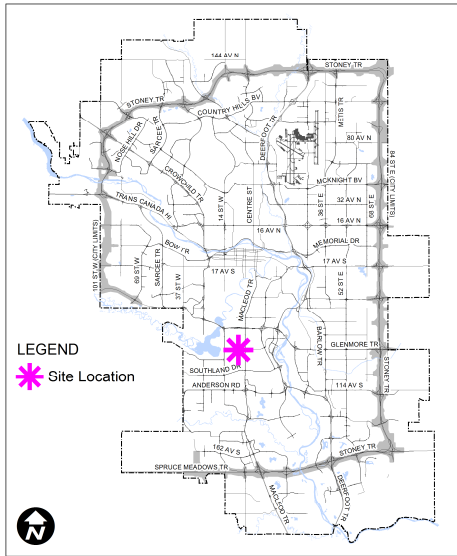 144 AV N
STONEY TR
STONEY TR
COUNTRY HILLS BV
METIS TR
DEERFOOT TR
NOSE HILL DR
SARCEE TR
80 AV N
84 ST E (CITY LIMITS)
CROWCHILD TR
MCKNIGHT BV
TRANS CANADA HI
14 ST W
CENTRE ST
36 ST E
32 AV N
68 ST E
16 AV N
16 AV N
101 ST W (CITY LIMITS)
BOW TR
MEMORIAL DR
69 ST W
SARCEE TR
37 ST W
17 AV S
17 AV S
MACLEOD TR
52 ST E
BARLOW TR
LEGEND
GLENMORE TR
Site Location
SOUTHLAND DR
STONEY TR
ANDERSON RD
114 AV S
162 AV S
STONEY TR
SPRUCE MEADOWS TR
MACLEOD TR
DEERFOOT TR
N